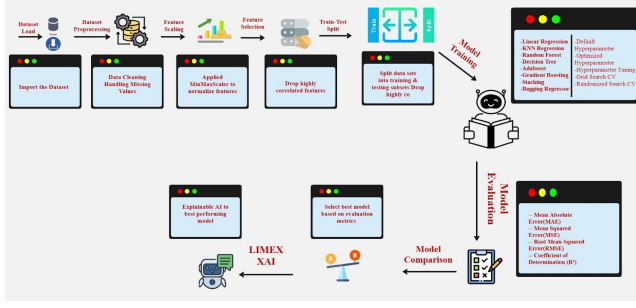 Dataset
Load
Dataset
Preprocessing
Feature
Scaling
Feature
Selection
Train-Test
Split
Train
Split
Model
Training
Import the Dataset
Data Cleaning
Handling Missing
Values
Applied
MinMaxScaler to
normalize features
Drop highly
correlated features
Split data sets
into training &
testing subsets Drop
highly co
-Linear Regression
-KNN Regression
-Random Forest
-Decision Tree
-Adaboost
-Gradient Boosting
-Stacking
-Bagging Regressor
-Default
Hyperparameter
-Optimized
Hyperparameter
-Hyperparameter Tuning
-Grid Search CV
-Randomized Search CV
Model
Evaluation
-- Mean Absolute
Error(MAE)
-- Mean Squared
Error(MSE)
-- Root Mean Squared
Error(RMSE)
-- Coefficient of
Determination (R²)
Model
Comparison
Select best model
based on evaluation
metrics
A
B
LIMEX
XAI
Explainable AI to
best performing
model